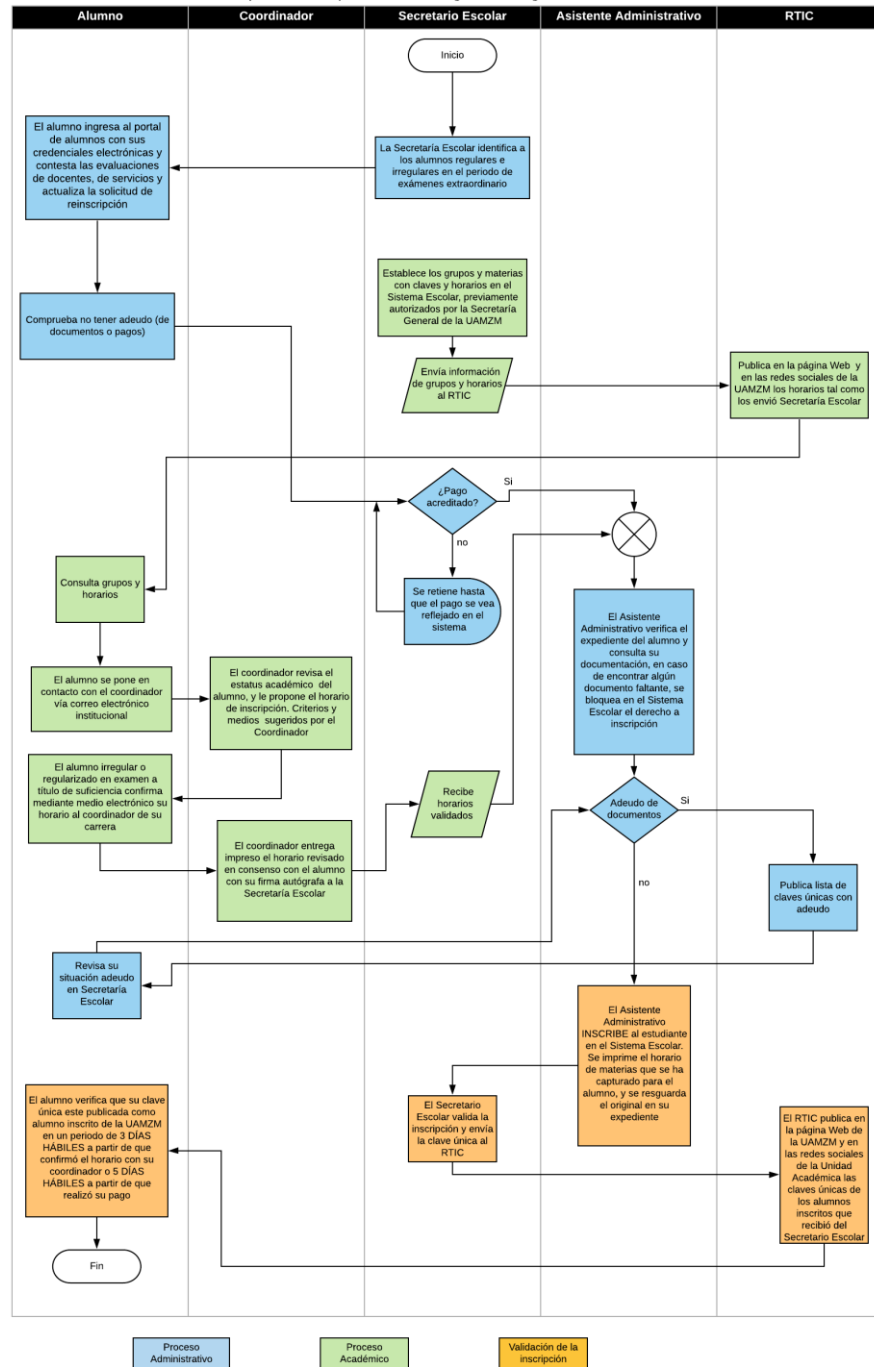 Alumno
Coordinador
Secretario Escolar
Asistente Administrativo
RTIC
Inicio
El alumno ingresa al portal
de alumnos con sus
credenciales electrónicas y
contesta las evaluaciones
de docentes, de servicios y
actualiza la solicitud de
reinscripción
La Secretaría Escolar identifica a
los alumnos regulares e
irregulares en el periodo de
exámenes extraordinario
Comprueba no tener adeudo (de
documentos o pagos)
Establece los grupos y materias
con claves y horarios en el
Sistema Escolar, previamente
autorizados por la Secretaría
General de la UAMZM
Envía información
de grupos y horarios
al RTIC
Publica en la página Web y
en las redes sociales de la
UAMZM los horarios tal como
los envió Secretaría Escolar
¿Pago
acreditado?
Si
no
Se retiene hasta
que el pago se vea
reflejado en el
sistema
Consulta grupos y
horarios
El Asistente
Administrativo verifica el
expediente del alumno y
consulta su
documentación, en caso
de encontrar algún
documento faltante, se
bloquea en el Sistema
Escolar el derecho a
inscripción
El alumno se pone en
contacto con el coordinador
vía correo electrónico
institucional
El coordinador revisa el
estatus académico del
alumno, y le propone el horario
de inscripción. Criterios y
medios sugeridos por el
Coordinador
El alumno irregular o
regularizado en examen a
título de suficiencia confirma
mediante medio electrónico su
horario al coordinador de su
carrera
Recibe
horarios
validados
Adeudo de
documentos
Si
no
El coordinador entrega
impreso el horario revisado
en consenso con el alumno
con su firma autógrafa a la
Secretaría Escolar
Publica lista de
claves únicas con
adeudo
Revisa su
situación adeudo
en Secretaría
Escolar
El Asistente
Administrativo
INSCRIBE al estudiante
en el Sistema Escolar.
Se imprime el horario
de materias que se ha
capturado para el
alumno, y se resguarda
el original en su
expediente
El alumno verifica que su clave
única este publicada como
alumno inscrito de la UAMZM
en un periodo de 3 DÍAS
HÁBILES a partir de que
confirmó el horario con su
coordinador o 5 DÍAS
HÁBILES a partir de que
realizó su pago
El Secretario
Escolar valida la
inscripción y envía
la clave única al
RTIC
El RTIC publica en
la página Web de
la UAMZM y en
las redes sociales
de la Unidad
Académica las
claves únicas de
los alumnos
inscritos que
recibió del
Secretario Escolar
Fin
Proceso
Administrativo
Proceso
Académico
Validación de la
inscripción